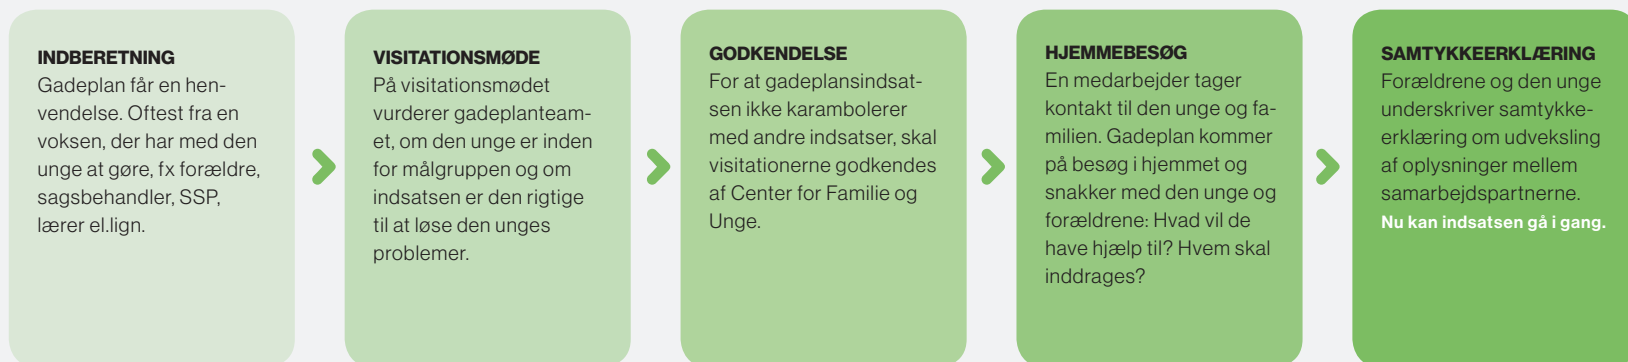 INDBERETNING
Gadeplan får en hen-
vendelse. Oftest fra en
voksen, der har med den
unge at gøre, fx forældre,
sagsbehandler, SSP,
lærer el.lign.
VISITATIONSMØDE
På visitationsmødet
vurderer gadeplanteam-
et, om den unge er inden
for målgruppen og om
indsatsen er den rigtige
til at løse den unges
problemer.
GODKENDELSE
For at gadeplansindsat-
sen ikke karambolerer
med andre indsatser, skal
visitationerne godkendes
af Center for Familie og
Unge.
HJEMMEBESØG
En medarbejder tager
kontakt til den unge og fa-
milien. Gadeplan kommer
på besøg i hjemmet og
snakker med den unge og
forældrene: Hvad vil de
have hjælp til? Hvem skal
inddrages?
SAMTYKKEERKLÆRING
Forældrene og den unge
underskriver samtykke-
erklæring om udveksling
af oplysninger mellem
samarbejdspartnerne.
Nu kan indsatsen gå i gang.